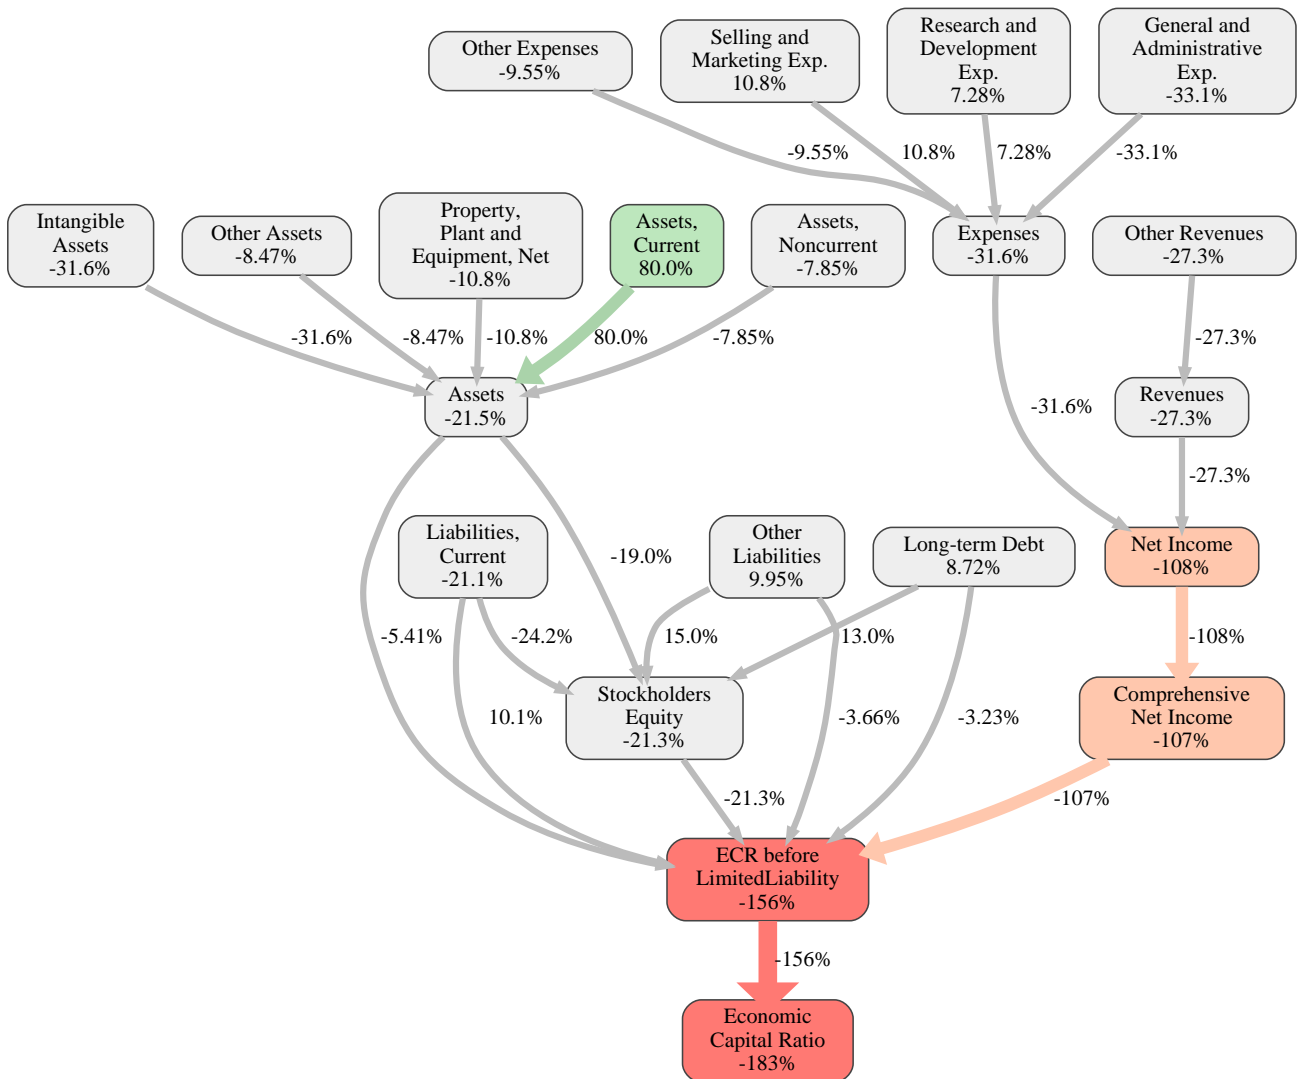 Other Expenses
-9.55%
Selling and
Marketing Exp.
10.8%
Research and
Development
Exp.
7.28%
General and
Administrative
Exp.
-33.1%
-9.55%
10.8%
7.28%
-33.1%
Intangible
Assets
-31.6%
Other Assets
-8.47%
Property,
Plant and
Equipment, Net
-10.8%
Assets,
Current
80.0%
Assets,
Noncurrent
-7.85%
Expenses
-31.6%
Other Revenues
-27.3%
-31.6%
-8.47%
-10.8%
80.0%
-7.85%
-27.3%
Assets
-21.5%
-31.6%
Revenues
-27.3%
-27.3%
Liabilities,
Current
-21.1%
-19.0%
Other
Liabilities
9.95%
Long-term Debt
8.72%
Net Income
-108%
-5.41%
-24.2%
15.0%
13.0%
-108%
10.1%
Stockholders
Equity
-21.3%
-3.66%
-3.23%
Comprehensive
Net Income
-107%
-21.3%
-107%
ECR before
LimitedLiability
-156%
-156%
Economic
Capital Ratio
-183%